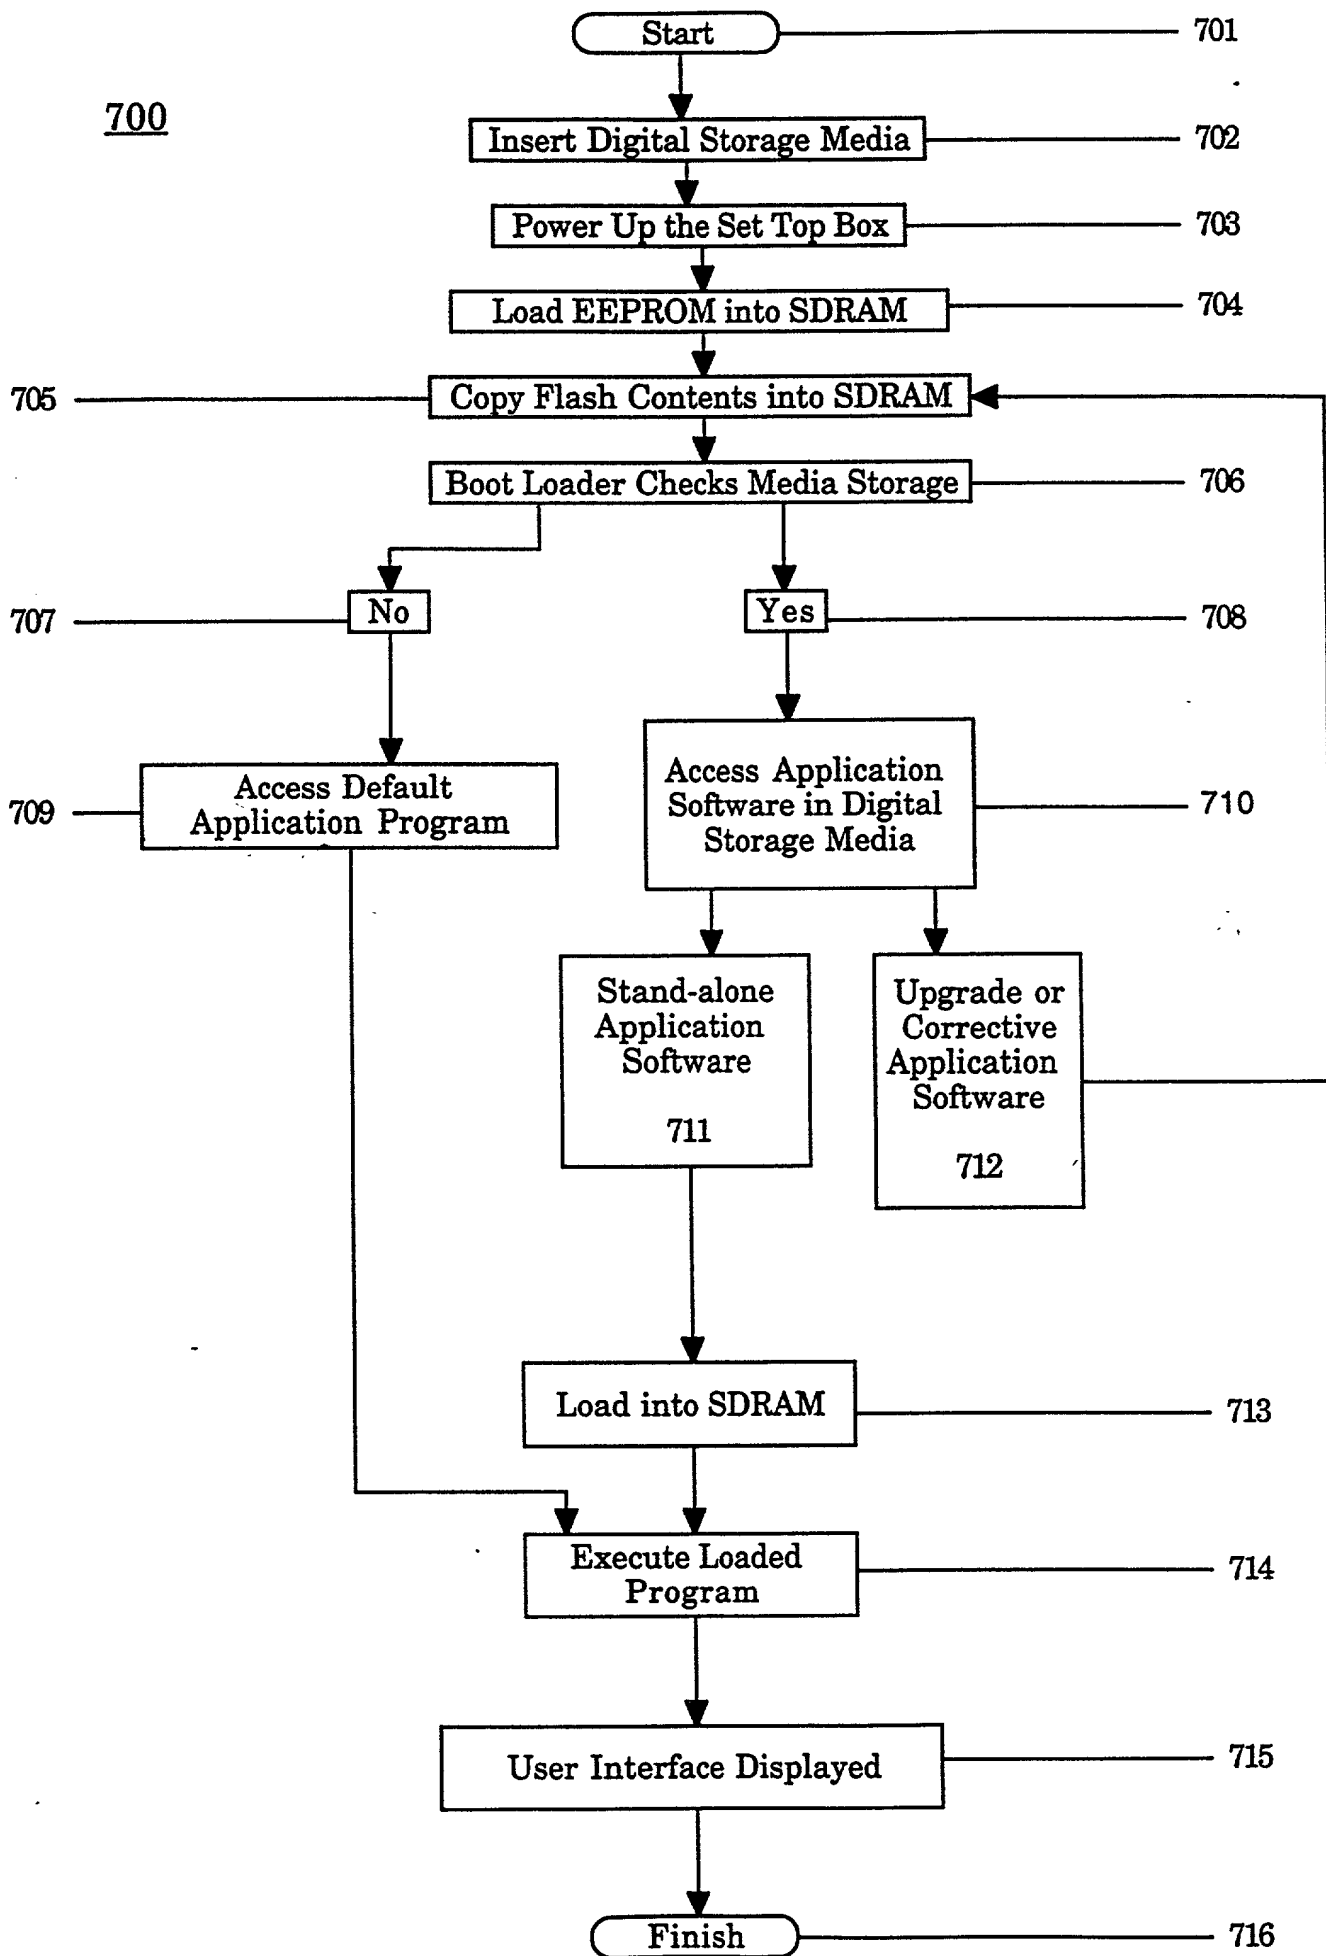 Start
701
700
Insert Digital Storage Media
702
Power Up the Set Top Box
703
Load EEPROM into SDRAM
704
705
Copy Flash Contents into SDRAM
Boot Loader Checks Media Storage
706
707
No
Yes
708
709
Access Default
Application Program
Access Application
Software in Digital
Storage Media
710
Stand-alone
Application
Software
711
Upgrade or
Corrective
Application
Software
712
Load into SDRAM
713
Execute Loaded
Program
714
User Interface Displayed
715
Finish
716